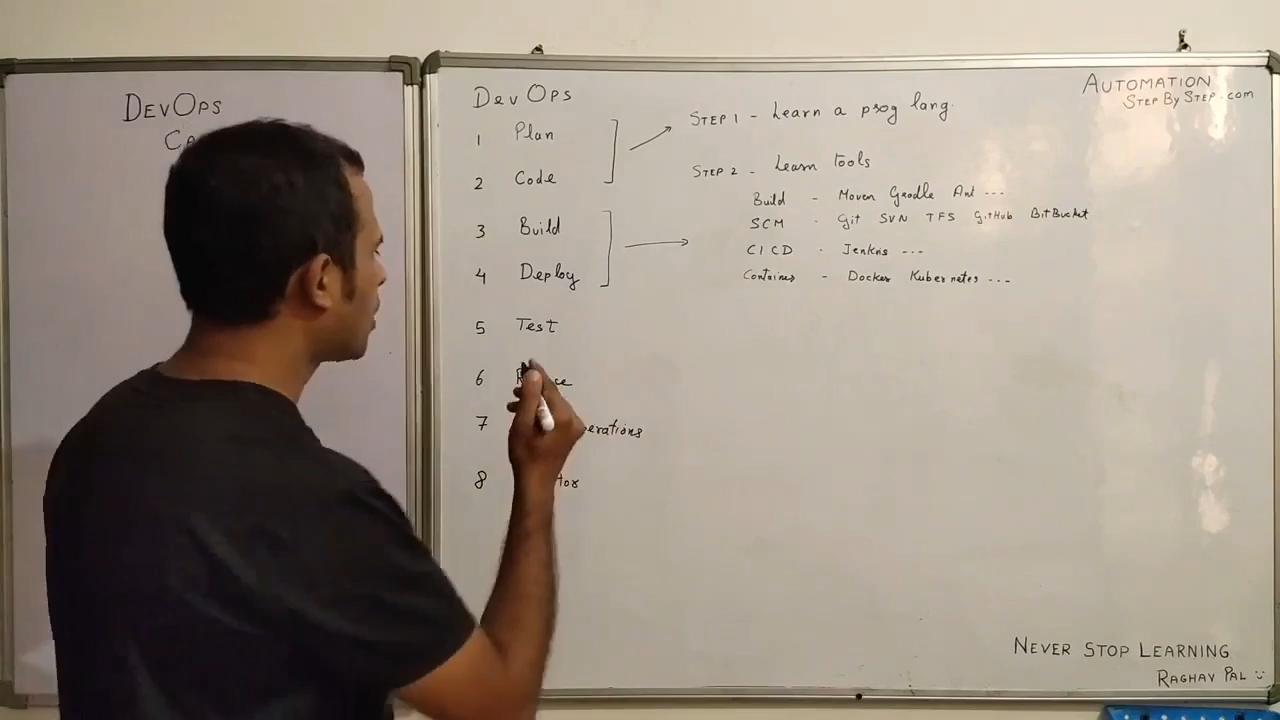 DevOps
DevOps
1 Plan
2 Code
3 Build
4 Deploy
5 Test
6
7
8
STEP 1 - Learn a prog lang.
STEP 2 - Learn tools
Build - Maven Gradle Ant ---
SCM - Git SVN TFS GitHub BitBucket
CI CD - Jenkins ---
Containers - Docker Kubernetes ---
AUTOMATION
STEP BY STEP.com
NEVER STOP LEARNING
RAGHAV PAL